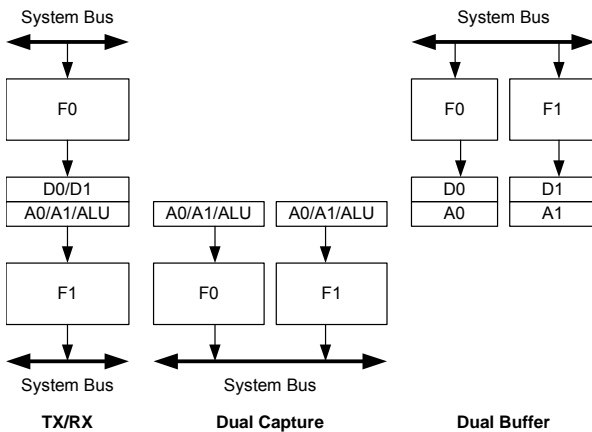 System Bus
System Bus
F0
F0
F1
D0/D1
A0/A1/ALU
D0
D1
A0
A1
A0/A1/ALU
A0/A1/ALU
F1
F0
F1
System Bus
System Bus
TX/RX
Dual Capture
Dual Buffer